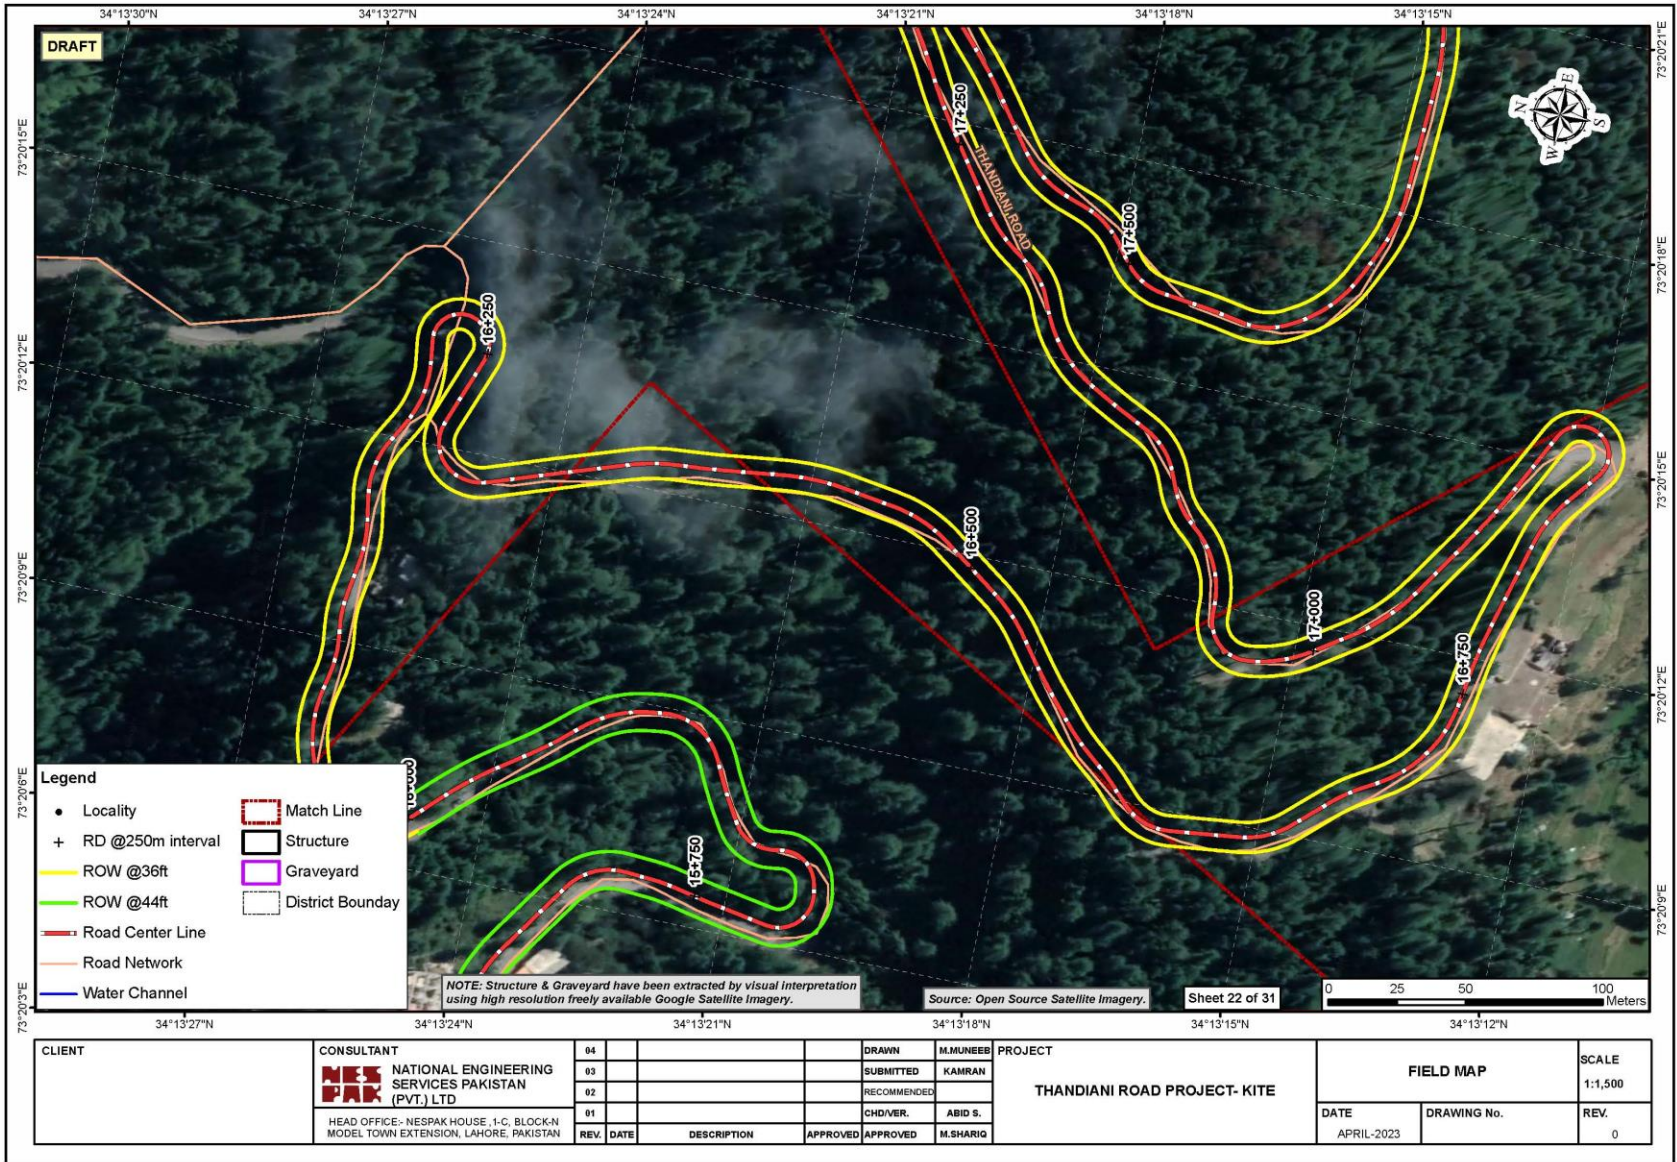 34°13'30"N
34°13'27"N
34°13'24"N
34°13'21"N
34°13'18"N
34°13'15"N
DRAFT
73°20'21"E
N
E
S
W
73°20'15"E
17+250
THANDIANI ROAD
17+500
73°20'18"E
16+250
73°20'12"E
73°20'15"E
16+500
73°20'9"E
17+000
16+750
73°20'12"E
73°20'6"E
Legend
Locality
RD @250m interval
ROW @36ft
ROW @44ft
Road Center Line
Road Network
Water Channel
Match Line
Structure
Graveyard
District Bounday
15+750
73°20'9"E
73°20'3"E
NOTE: Structure & Graveyard have been extracted by visual interpretation
using high resolution freely available Google Satellite Imagery.
Source: Open Source Satellite Imagery.
Sheet 22 of 31
0 25 50 100
Meters
34°13'27"N
34°13'24"N
34°13'21"N
34°13'18"N
34°13'15"N
34°13'12"N
CLIENT
CONSULTANT
NES
PAK
NATIONAL ENGINEERING
SERVICES PAKISTAN
(PVT.) LTD
HEAD OFFICE:- NESPAK HOUSE ,1-C, BLOCK-N
MODEL TOWN EXTENSION, LAHORE, PAKISTAN
04
03
02
01
REV. DATE DESCRIPTION APPROVED
DRAWN M.MUNEEB
SUBMITTED KAMRAN
RECOMMENDED
CHD/VER. ABID S.
APPROVED M.SHARIQ
PROJECT
THANDIANI ROAD PROJECT- KITE
FIELD MAP
SCALE
1:1,500
DATE
APRIL-2023
DRAWING No.
REV.
0